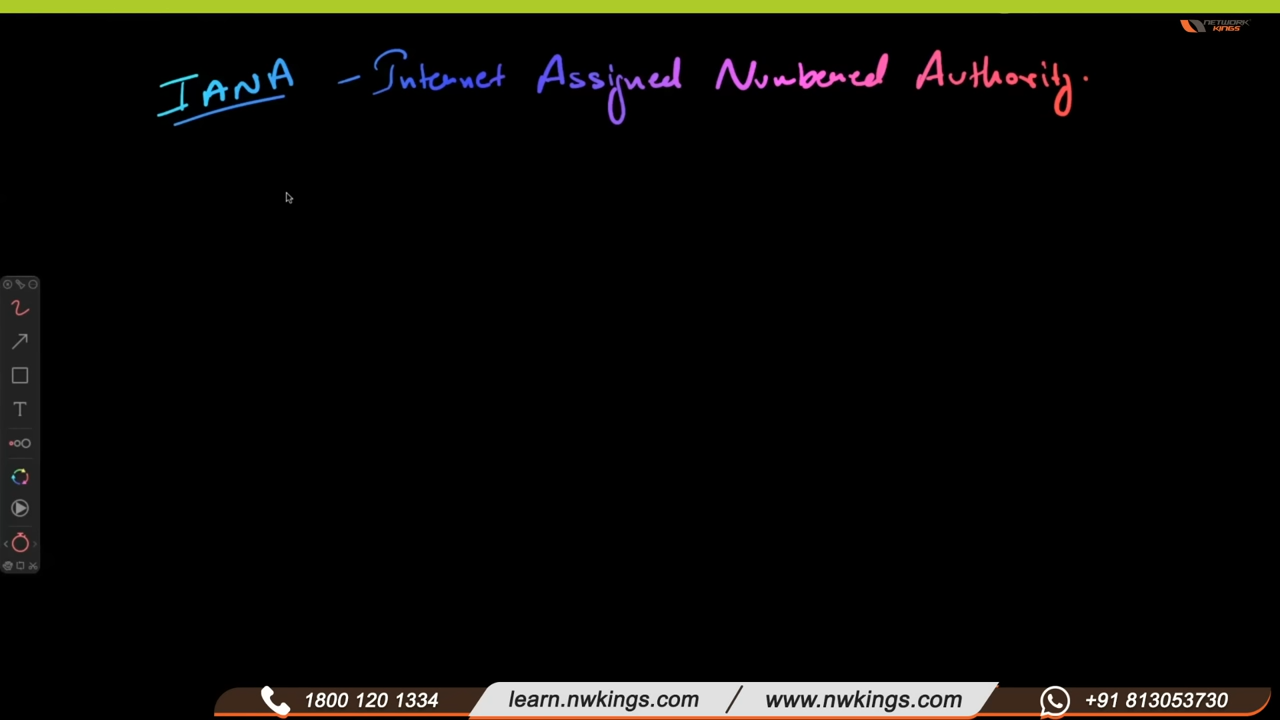 NETWORK
KINGS
IANA - Internet Assigned Numbered Authority.
T
1800 120 1334
learn.nwkings.com / www.nwkings.com
+91 813053730